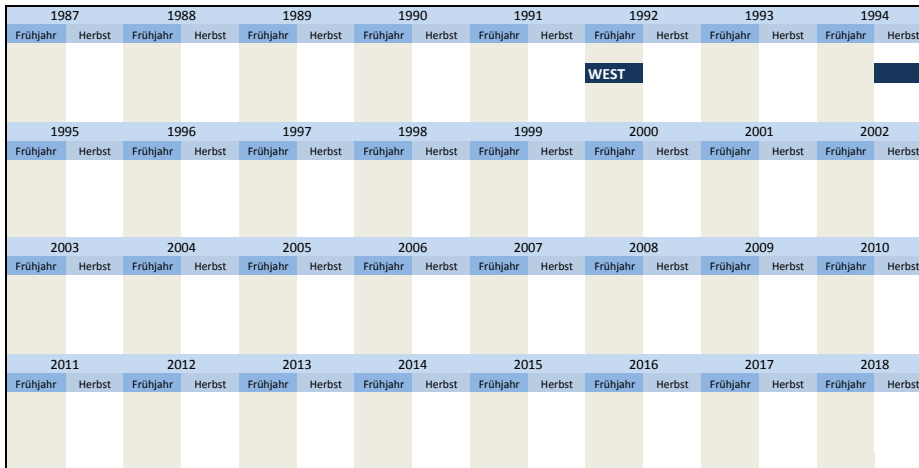 1987 1988 1989 1990 1991 1992 1993 1994
Frühjahr Herbst Frühjahr Herbst Frühjahr Herbst Frühjahr Herbst Frühjahr Herbst Frühjahr Herbst Frühjahr Herbst Frühjahr Herbst
WEST
1995 1996 1997 1998 1999 2000 2001 2002
Frühjahr Herbst Frühjahr Herbst Frühjahr Herbst Frühjahr Herbst Frühjahr Herbst Frühjahr Herbst Frühjahr Herbst Frühjahr Herbst
2003 2004 2005 2006 2007 2008 2009 2010
Frühjahr Herbst Frühjahr Herbst Frühjahr Herbst Frühjahr Herbst Frühjahr Herbst Frühjahr Herbst Frühjahr Herbst Frühjahr Herbst
2011 2012 2013 2014 2015 2016 2017 2018
Frühjahr Herbst Frühjahr Herbst Frühjahr Herbst Frühjahr Herbst Frühjahr Herbst Frühjahr Herbst Frühjahr Herbst Frühjahr Herbst